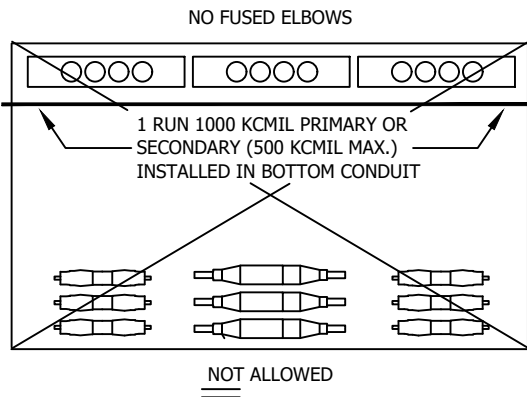 NO FUSED ELBOWS
1 RUN 1000 KCMIL PRIMARY OR
SECONDARY (500 KCMIL MAX.)
INSTALLED IN BOTTOM CONDUIT
NOT ALLOWED